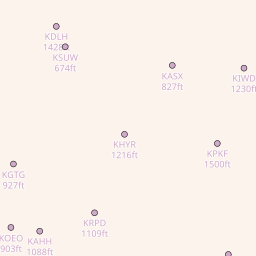 KDLH
KSUW
674ft
KASX
827ft
KIWD
1230ft
KHYR
1216ft
KPKF
1500ft
KGTG
927ft
KRPD
1109ft
KOEO
903ft
KAHH
1088ft